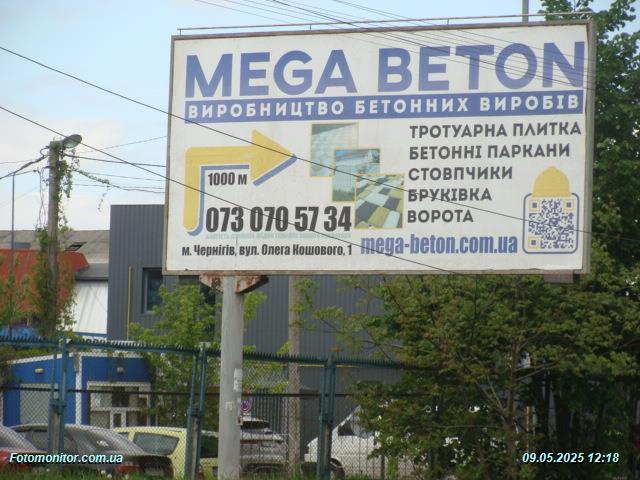 MEGA BETON
ВИРОБНИЦТВО БЕТОННИХ ВИРОБІВ
1000 м
ТРОТУАРНА ПЛИТКА
БЕТОННІ ПАРКАНИ
СТОВПЧИКИ
БРУКІВКА
ВОРОТА
073 070 57 34
м. Чернігів, вул. Олега Кошового, 1
mega-beton.com.ua
Fotomonitor.com.ua
09.05.2025 12:18